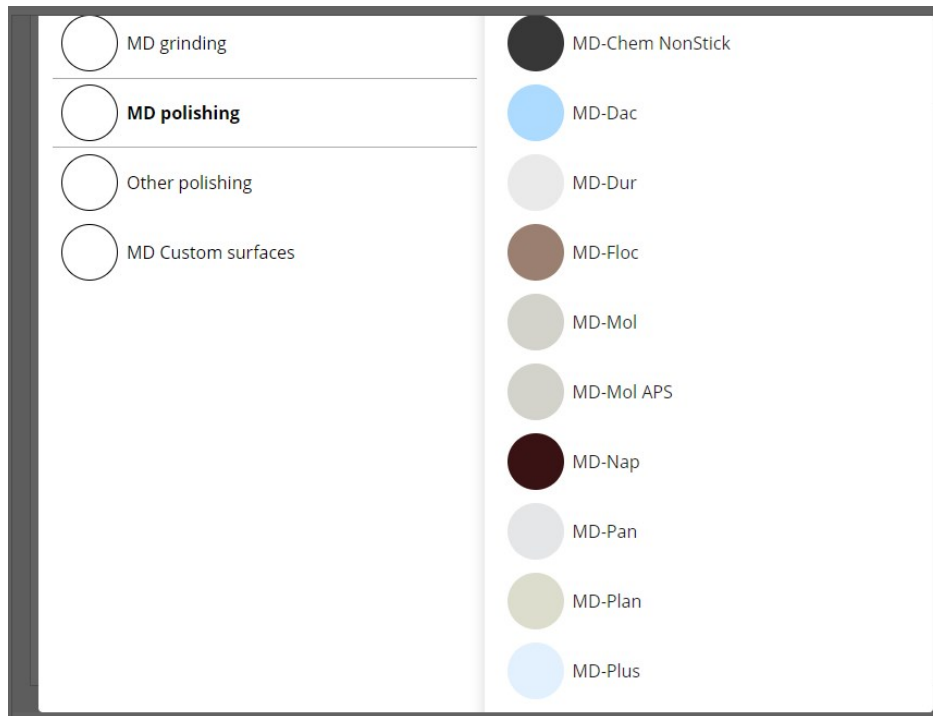 MD grinding
MD polishing
Other polishing
MD Custom surfaces
MD-Chem NonStick
MD-Dac
MD-Dur
MD-Floc
MD-Mol
MD-Mol APS
MD-Nap
MD-Pan
MD-Plan
MD-Plus